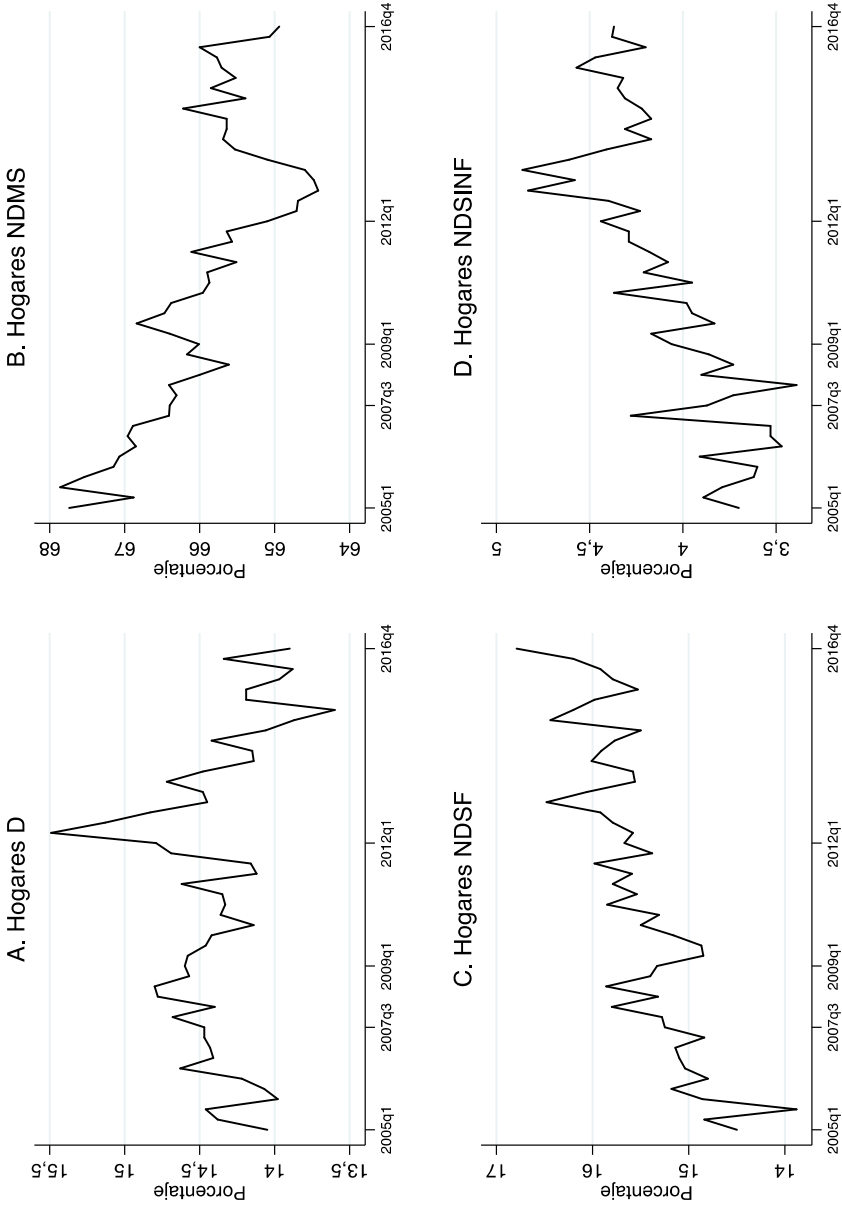 A. Hogares D
Porcentaje
15,5
15
14,5
14
13,5
2005q1
2007q3
2009q1
2012q1
2016q4
B. Hogares NDMS
Porcentaje
68
67
66
65
64
2005q1
2007q3
2009q1
2012q1
2016q4
C. Hogares NDSF
Porcentaje
17
16
15
14
2005q1
2007q3
2009q1
2012q1
2016q4
D. Hogares NDSINF
Porcentaje
5
4,5
4
3,5
2005q1
2007q3
2009q1
2012q1
2016q4